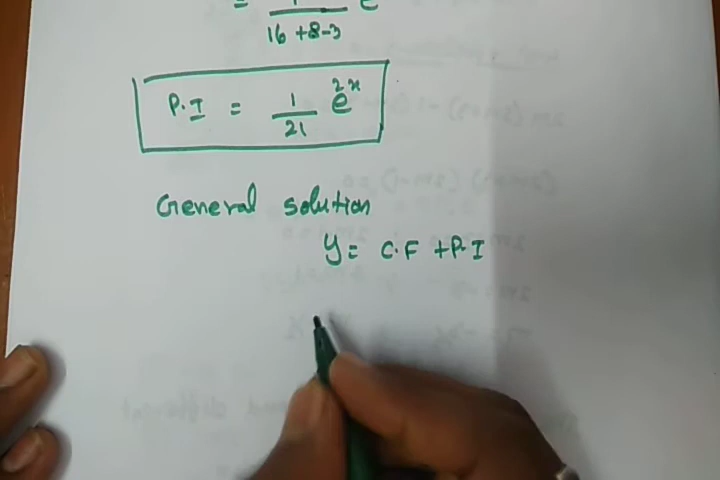 = e
16 +8-3
P.I = 1/21 e^2x
General solution
y = C.F + P.I